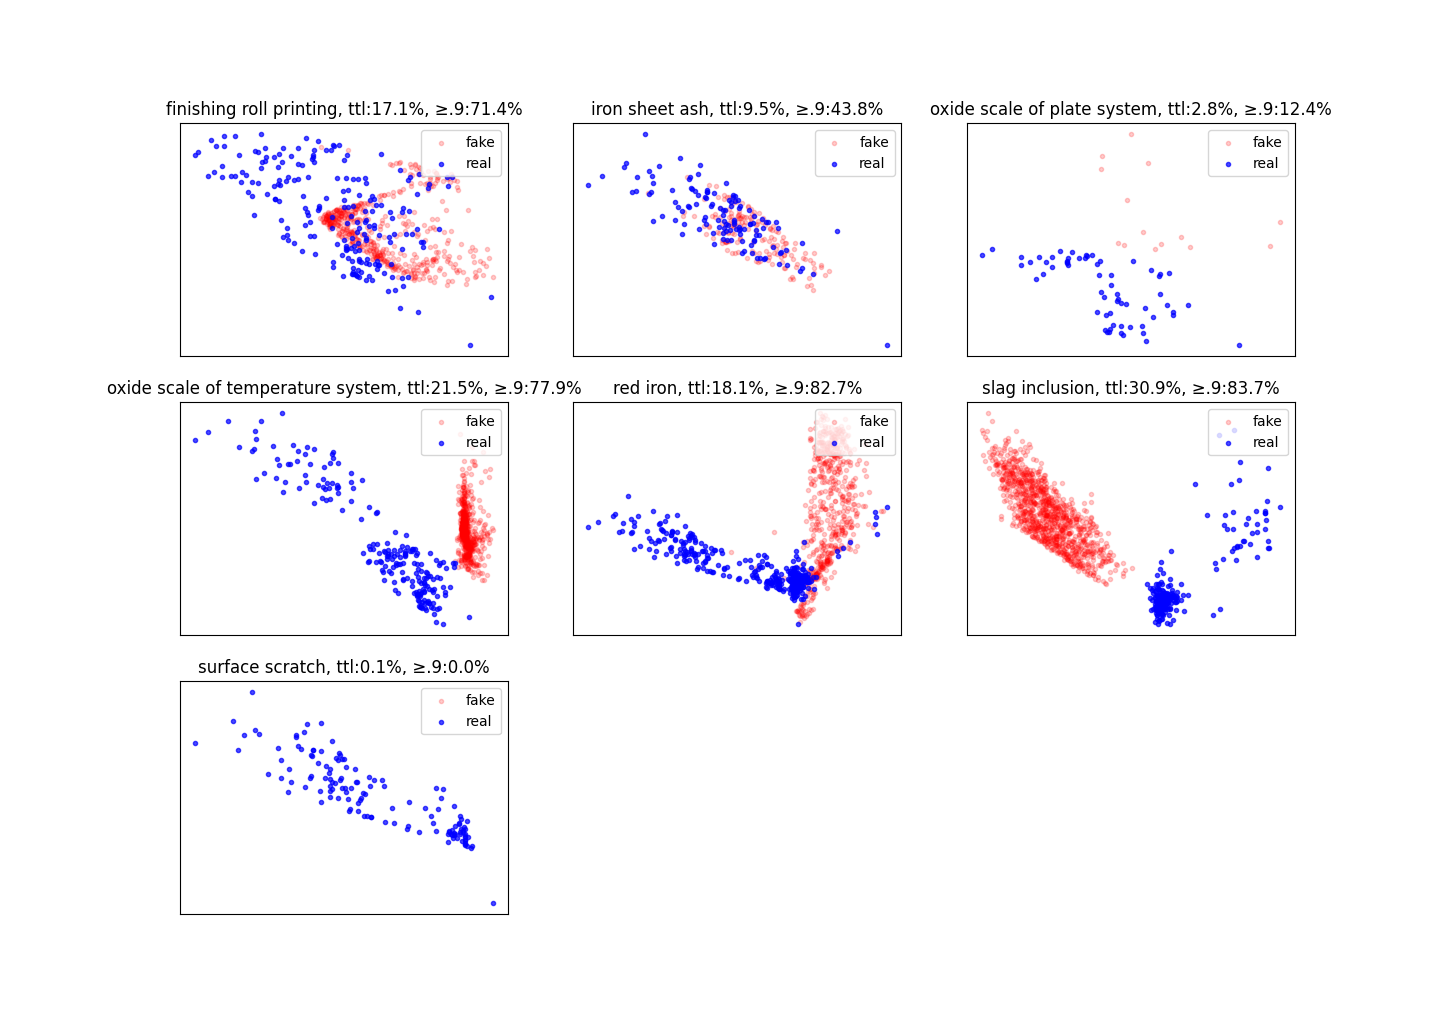 finishing roll printing, ttl:17.1%, ≥.9:71.4%
fake
real
iron sheet ash, ttl:9.5%, ≥.9:43.8%
fake
real
oxide scale of plate system, ttl:2.8%, ≥.9:12.4%
fake
real
oxide scale of temperature system, ttl:21.5%, ≥.9:77.9%
fake
real
red iron, ttl:18.1%, ≥.9:82.7%
fake
real
slag inclusion, ttl:30.9%, ≥.9:83.7%
fake
real
surface scratch, ttl:0.1%, ≥.9:0.0%
fake
real